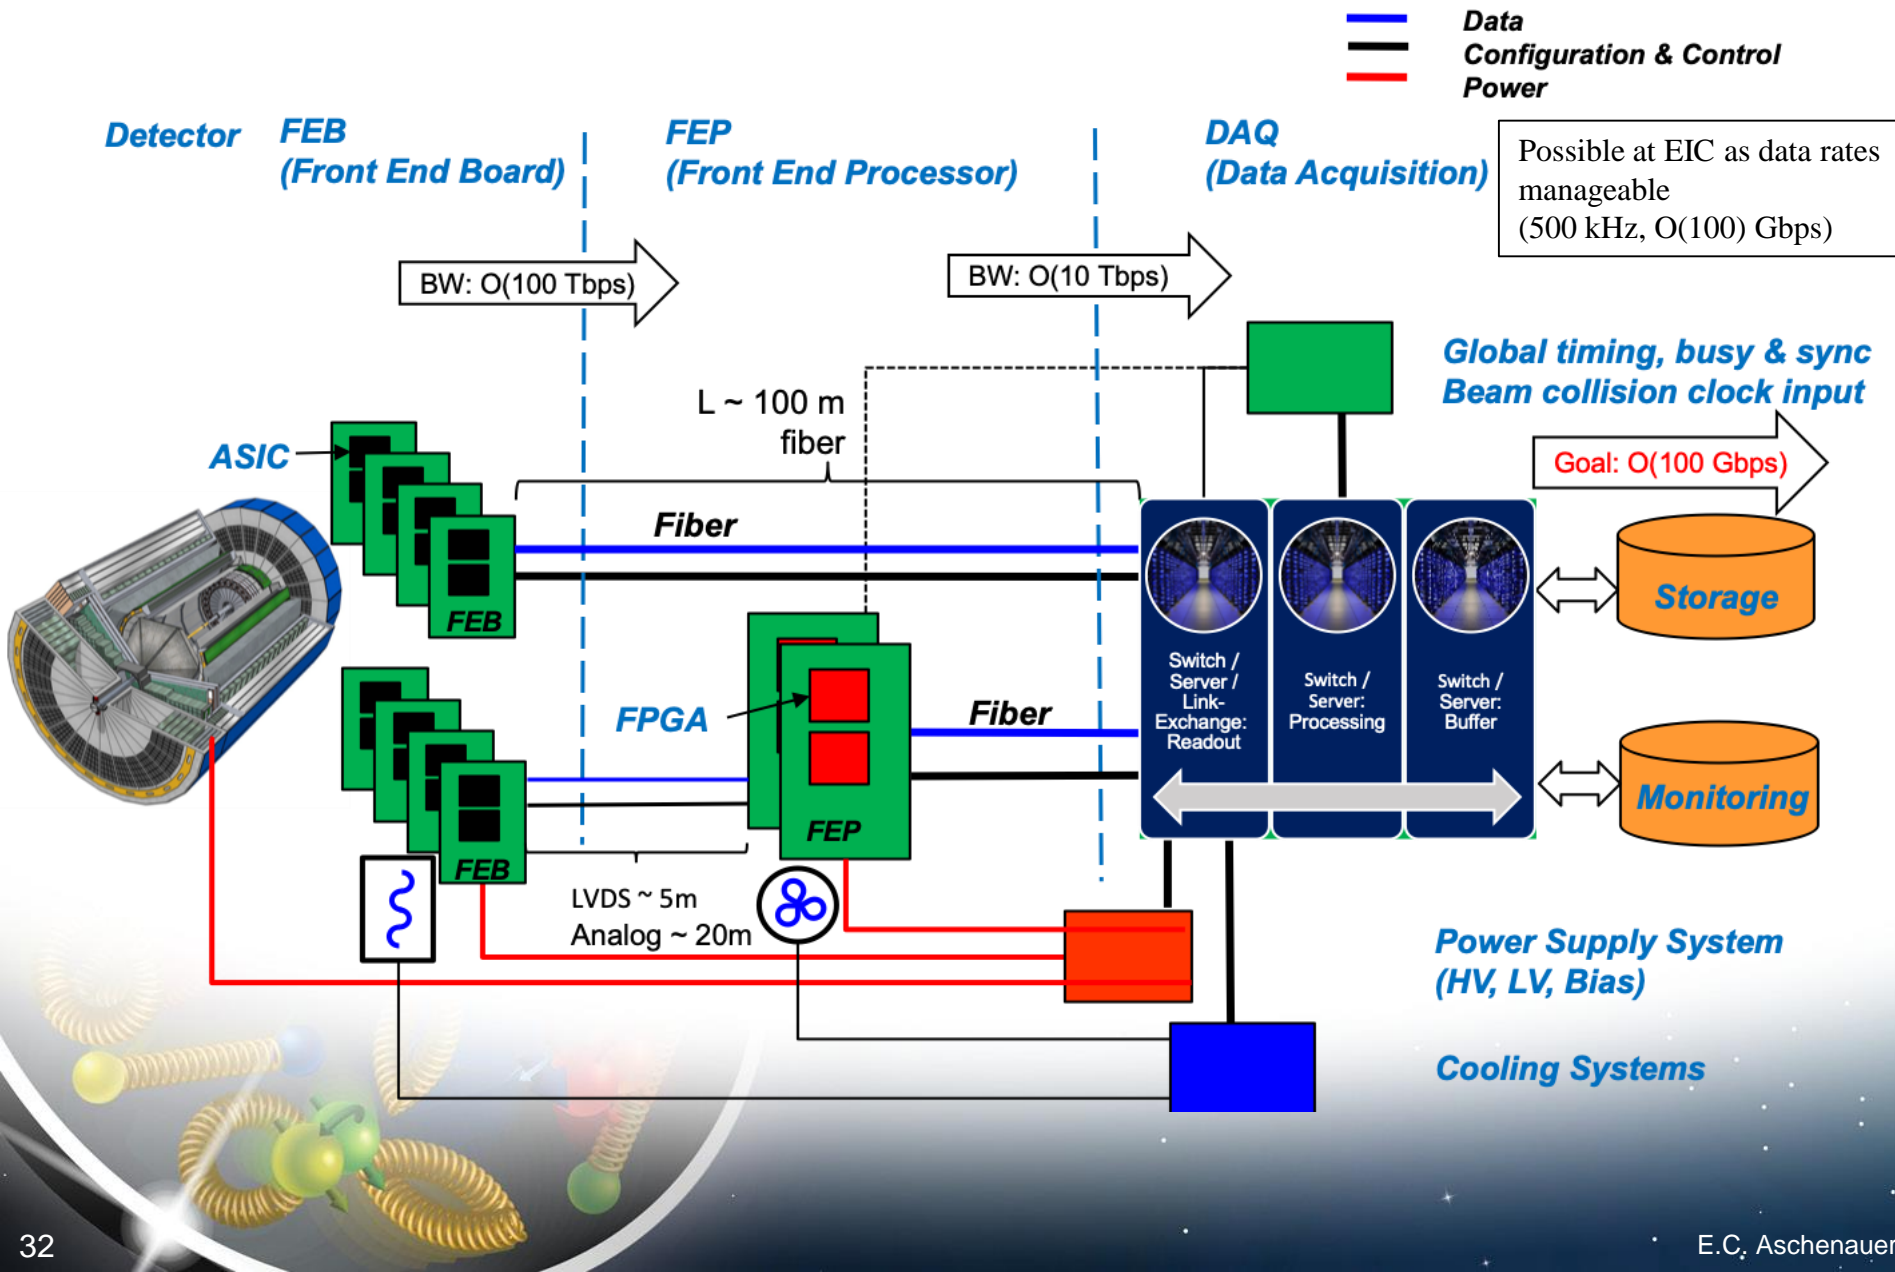 Data
Configuration & Control
Power
Detector
FEB
(Front End Board)
FEP
(Front End Processor)
DAQ
(Data Acquisition)
Possible at EIC as data rates
manageable
(500 kHz, O(100) Gbps)
BW: O(100 Tbps)
BW: O(10 Tbps)
Global timing, busy & sync
Beam collision clock input
L ~ 100 m
fiber
Goal: O(100 Gbps)
ASIC
Fiber
FEB
Storage
Switch /
Server /
Link-
Exchange:
Readout
Switch /
Server:
Processing
Switch /
Server:
Buffer
FPGA
Fiber
Monitoring
FEP
FEB
LVDS ~ 5m
Analog ~ 20m
Power Supply System
(HV, LV, Bias)
Cooling Systems
32
E.C. Aschenauer